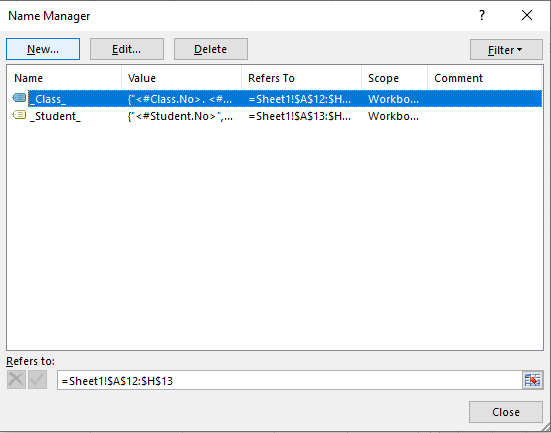 Name Manager ? ×
New... Edit... Delete Filter
Name Value Refers To Scope Comment
_Class_ {"<#Class.No>. <#... =Sheet1!$A$12:$H... Workbo...
_Student_ {"<#Student.No>",... =Sheet1!$A$13:$H... Workbo...
Refers to:
=Sheet1!$A$12:$H$13
Close